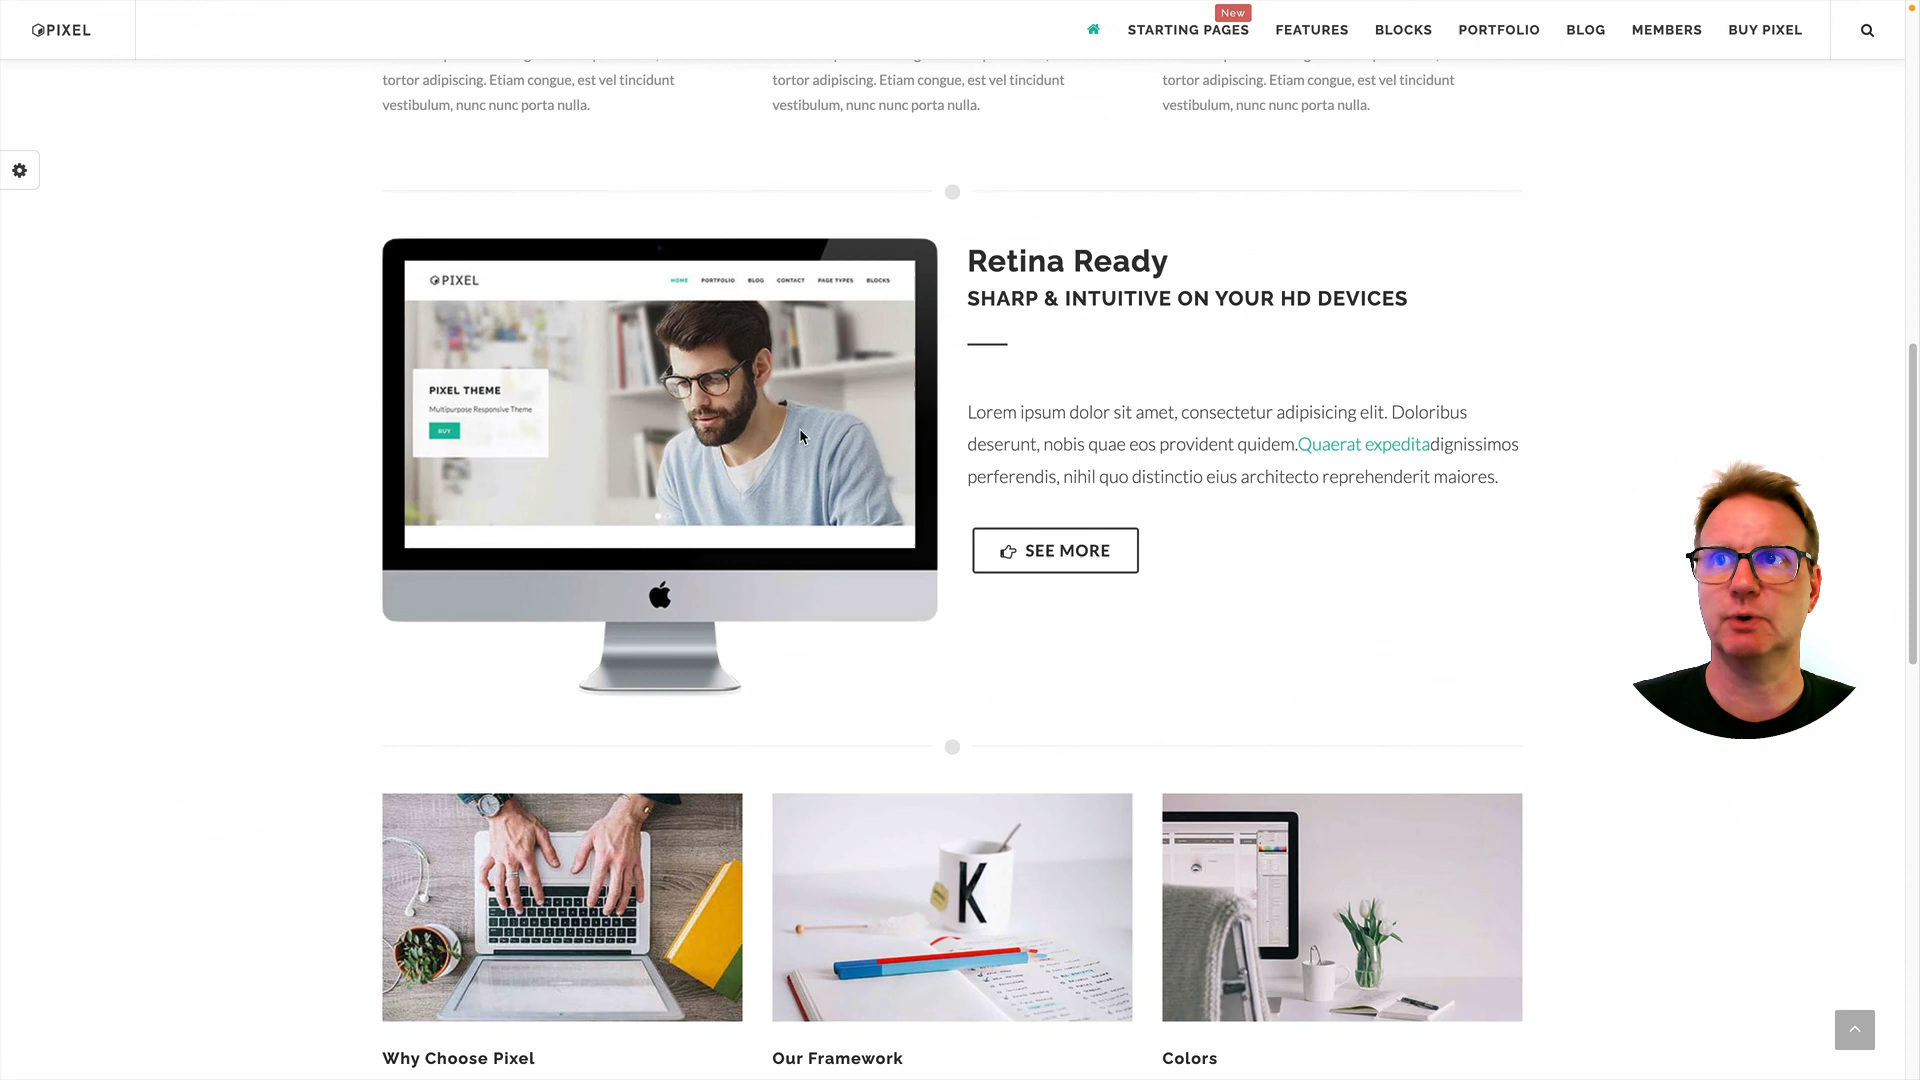 PIXEL
New
STARTING PAGES
FEATURES
BLOCKS
PORTFOLIO
BLOG
MEMBERS
BUY PIXEL
tortor adipiscing. Etiam congue, est vel tincidunt
vestibulum, nunc nunc porta nulla.
tortor adipiscing. Etiam congue, est vel tincidunt
vestibulum, nunc nunc porta nulla.
tortor adipiscing. Etiam congue, est vel tincidunt
vestibulum, nunc nunc porta nulla.
PIXEL
HOME
PORTFOLIO
BLOG
CONTACT
PAGE TYPES
BLOCKS
PIXEL THEME
Multipurpose Responsive Theme
BUY
Retina Ready
SHARP & INTUITIVE ON YOUR HD DEVICES
Lorem ipsum dolor sit amet, consectetur adipisicing elit. Doloribus
deserunt, nobis quae eos provident quidem.Quaerat expeditadignissimos
perferendis, nihil quo distinctio eius architecto reprehenderit maiores.
SEE MORE
K
Why Choose Pixel
Our Framework
Colors